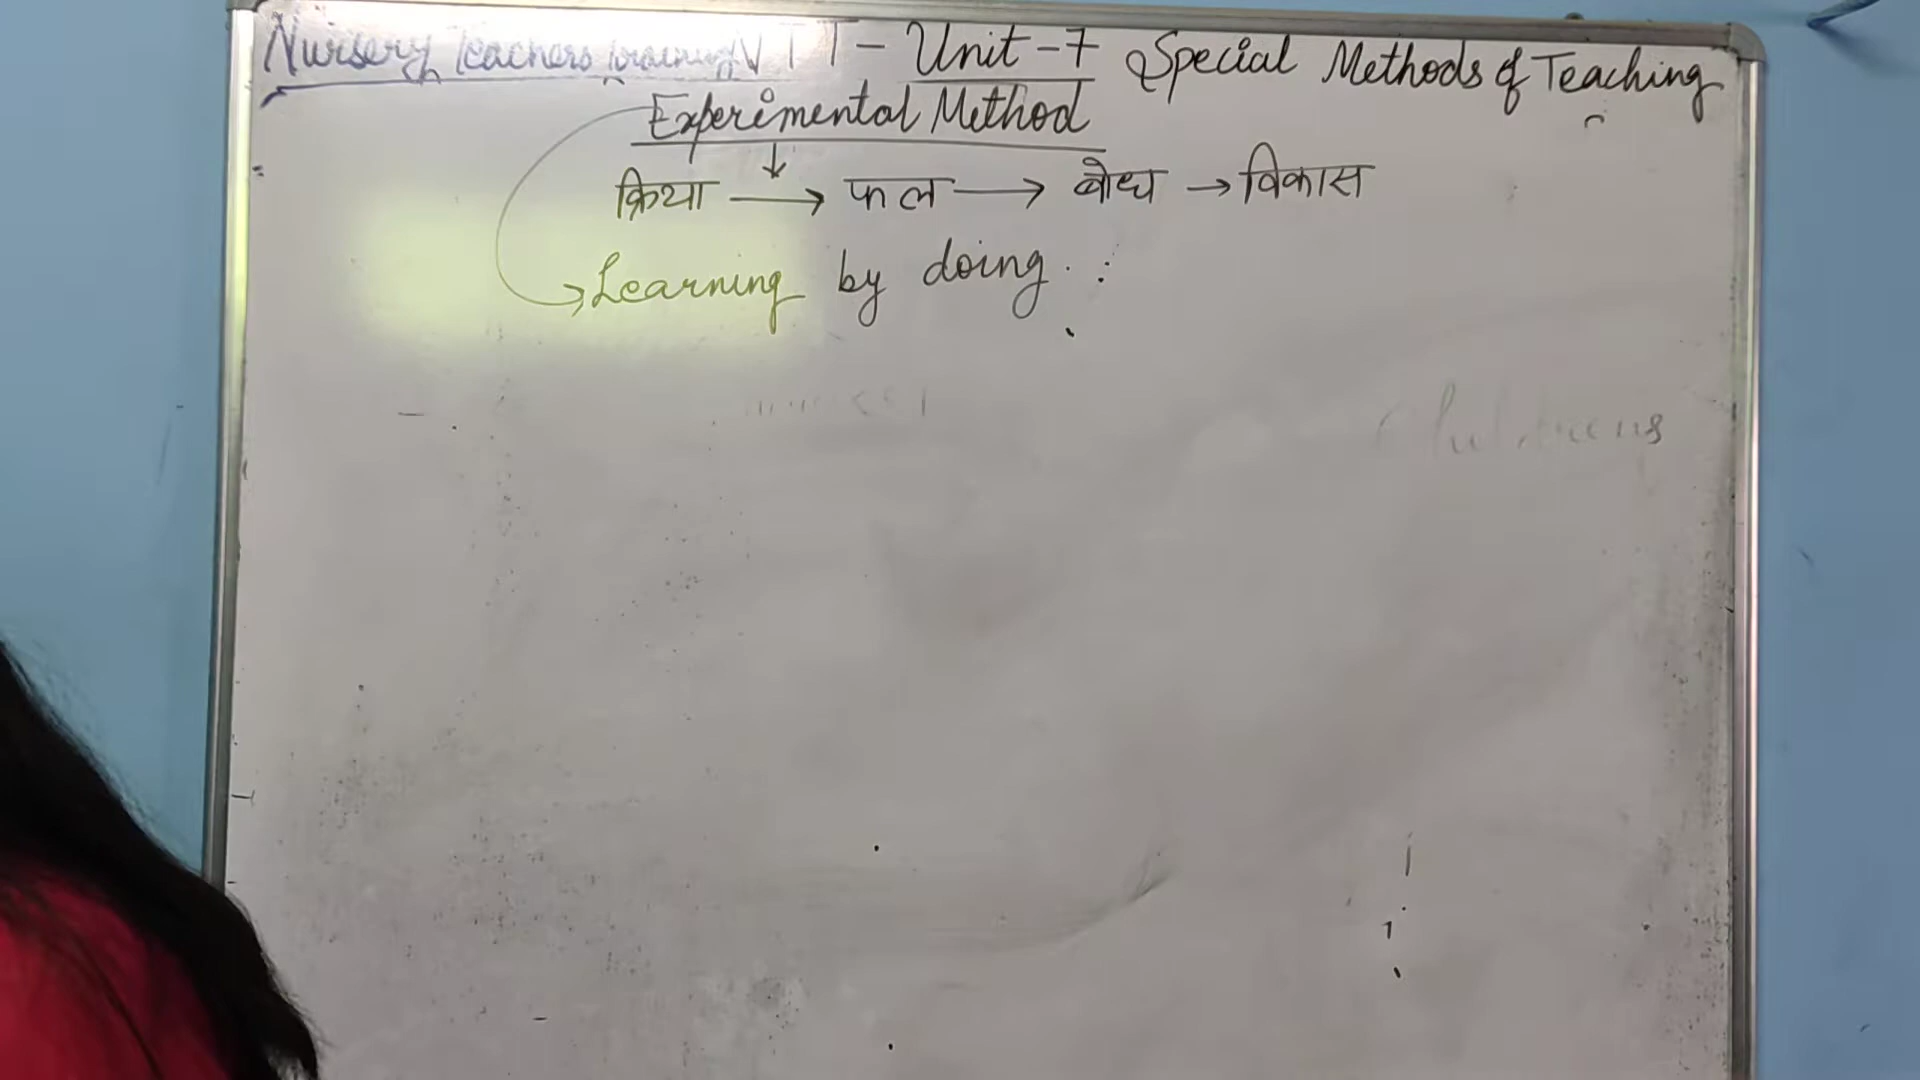 Nursery Teachers Training NTT - Unit - 7 Special Methods of Teaching
Experimental Method
क्रिया → फल → बोध → विकास
Learning by doing